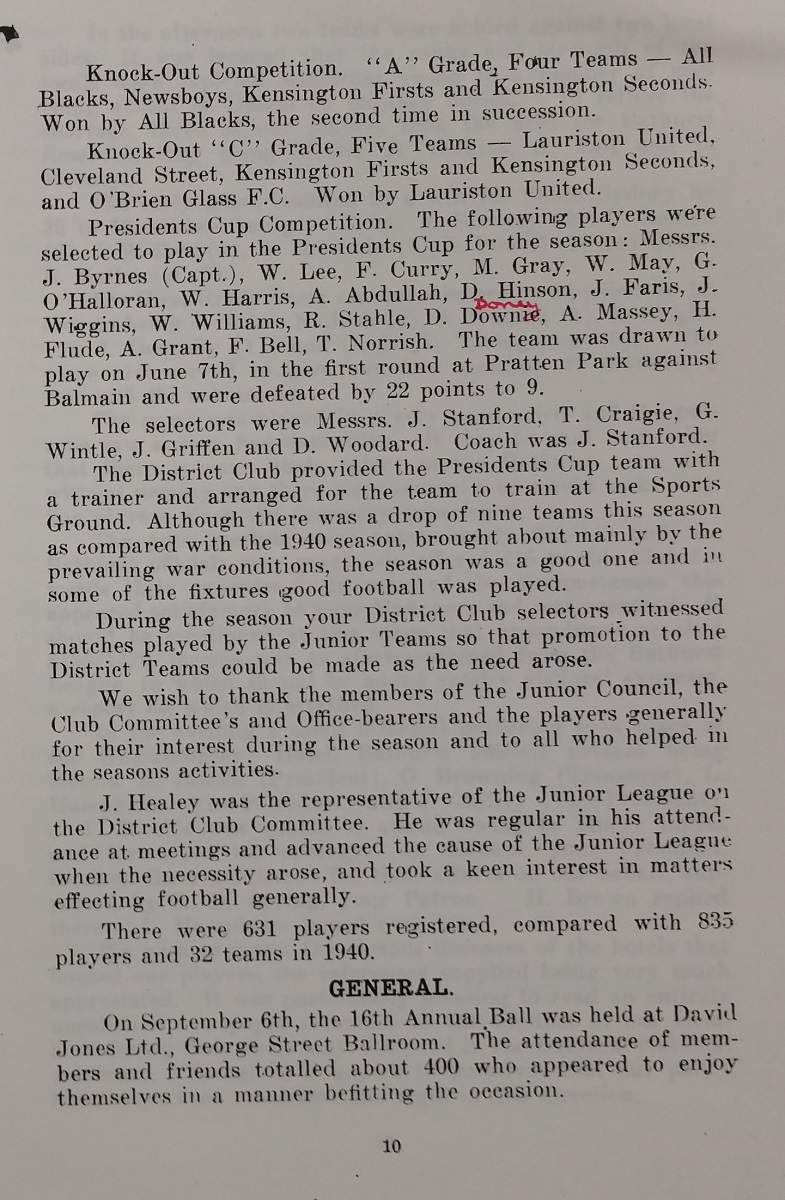 Knock-Out Competition. "A" Grade, Four Teams — All
Blacks, Newsboys, Kensington Firsts and Kensington Seconds.
Won by All Blacks, the second time in succession.
Knock-Out "C" Grade, Five Teams — Lauriston United,
Cleveland Street, Kensington Firsts and Kensington Seconds,
and O'Brien Glass F.C. Won by Lauriston United.
Presidents Cup Competition. The following players were
selected to play in the Presidents Cup for the season: Messrs.
J. Byrnes (Capt.), W. Lee, F. Curry, M. Gray, W. May, G.
O'Halloran, W. Harris, A. Abdullah, D. Hinson, J. Faris, J.
Doney
Wiggins, W. Williams, R. Stahle, D. Downie, A. Massey, H.
Flude, A. Grant, F. Bell, T. Norrish. The team was drawn to
play on June 7th, in the first round at Pratten Park against
Balmain and were defeated by 22 points to 9.
The selectors were Messrs. J. Stanford, T. Craigie, G.
Wintle, J. Griffen and D. Woodard. Coach was J. Stanford.
The District Club provided the Presidents Cup team with
a trainer and arranged for the team to train at the Sports
Ground. Although there was a drop of nine teams this season
as compared with the 1940 season, brought about mainly by the
prevailing war conditions, the season was a good one and in
some of the fixtures good football was played.
During the season your District Club selectors witnessed
matches played by the Junior Teams so that promotion to the
District Teams could be made as the need arose.
We wish to thank the members of the Junior Council, the
Club Committee's and Office-bearers and the players generally
for their interest during the season and to all who helped in
the seasons activities.
J. Healey was the representative of the Junior League on
the District Club Committee. He was regular in his attend-
ance at meetings and advanced the cause of the Junior League
when the necessity arose, and took a keen interest in matters
effecting football generally.
There were 631 players registered, compared with 835
players and 32 teams in 1940.
GENERAL.
On September 6th, the 16th Annual Ball was held at David
Jones Ltd., George Street Ballroom. The attendance of mem-
bers and friends totalled about 400 who appeared to enjoy
themselves in a manner befitting the occasion.
10